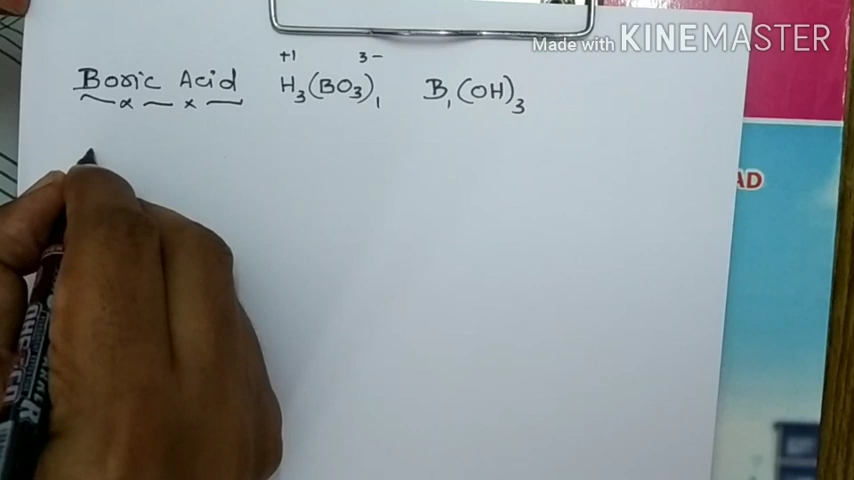 Made with KINEMASTER
+1 3-
Boric Acid H₃(BO₃)₁ B₁(OH)₃
AD